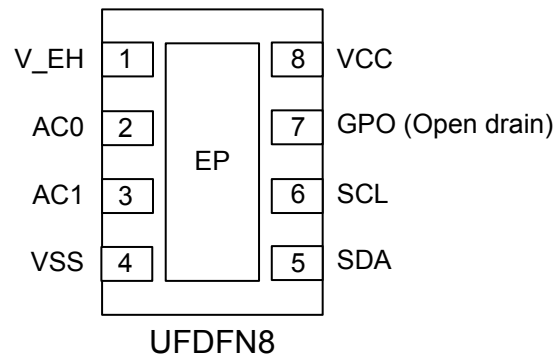 V_EH 1 8 VCC
AC0 2 7 GPO (Open drain)
EP
AC1 3 6 SCL
VSS 4 5 SDA
UFDFN8